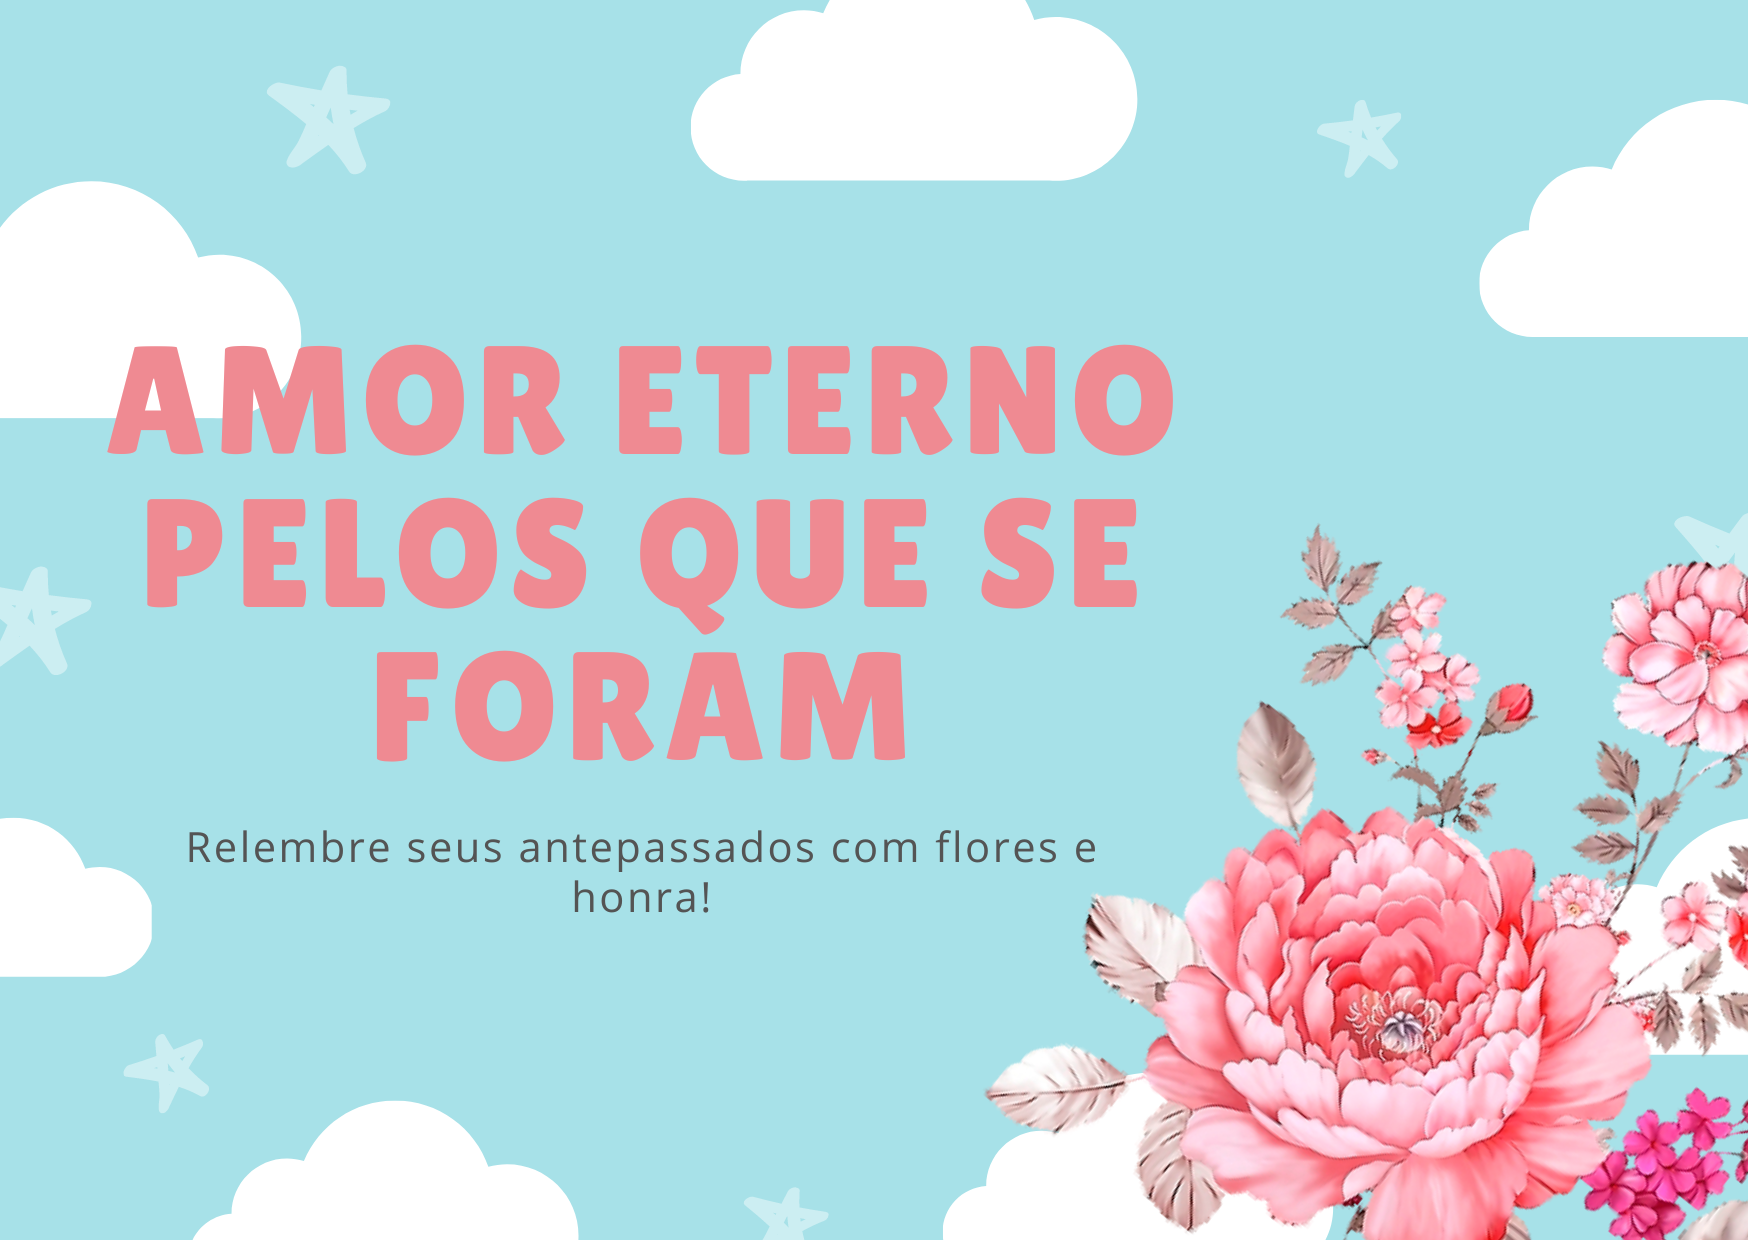 AMOR ETERNO
PELOS QUE SE
FORAM
Relembre seus antepassados com flores e
honra!